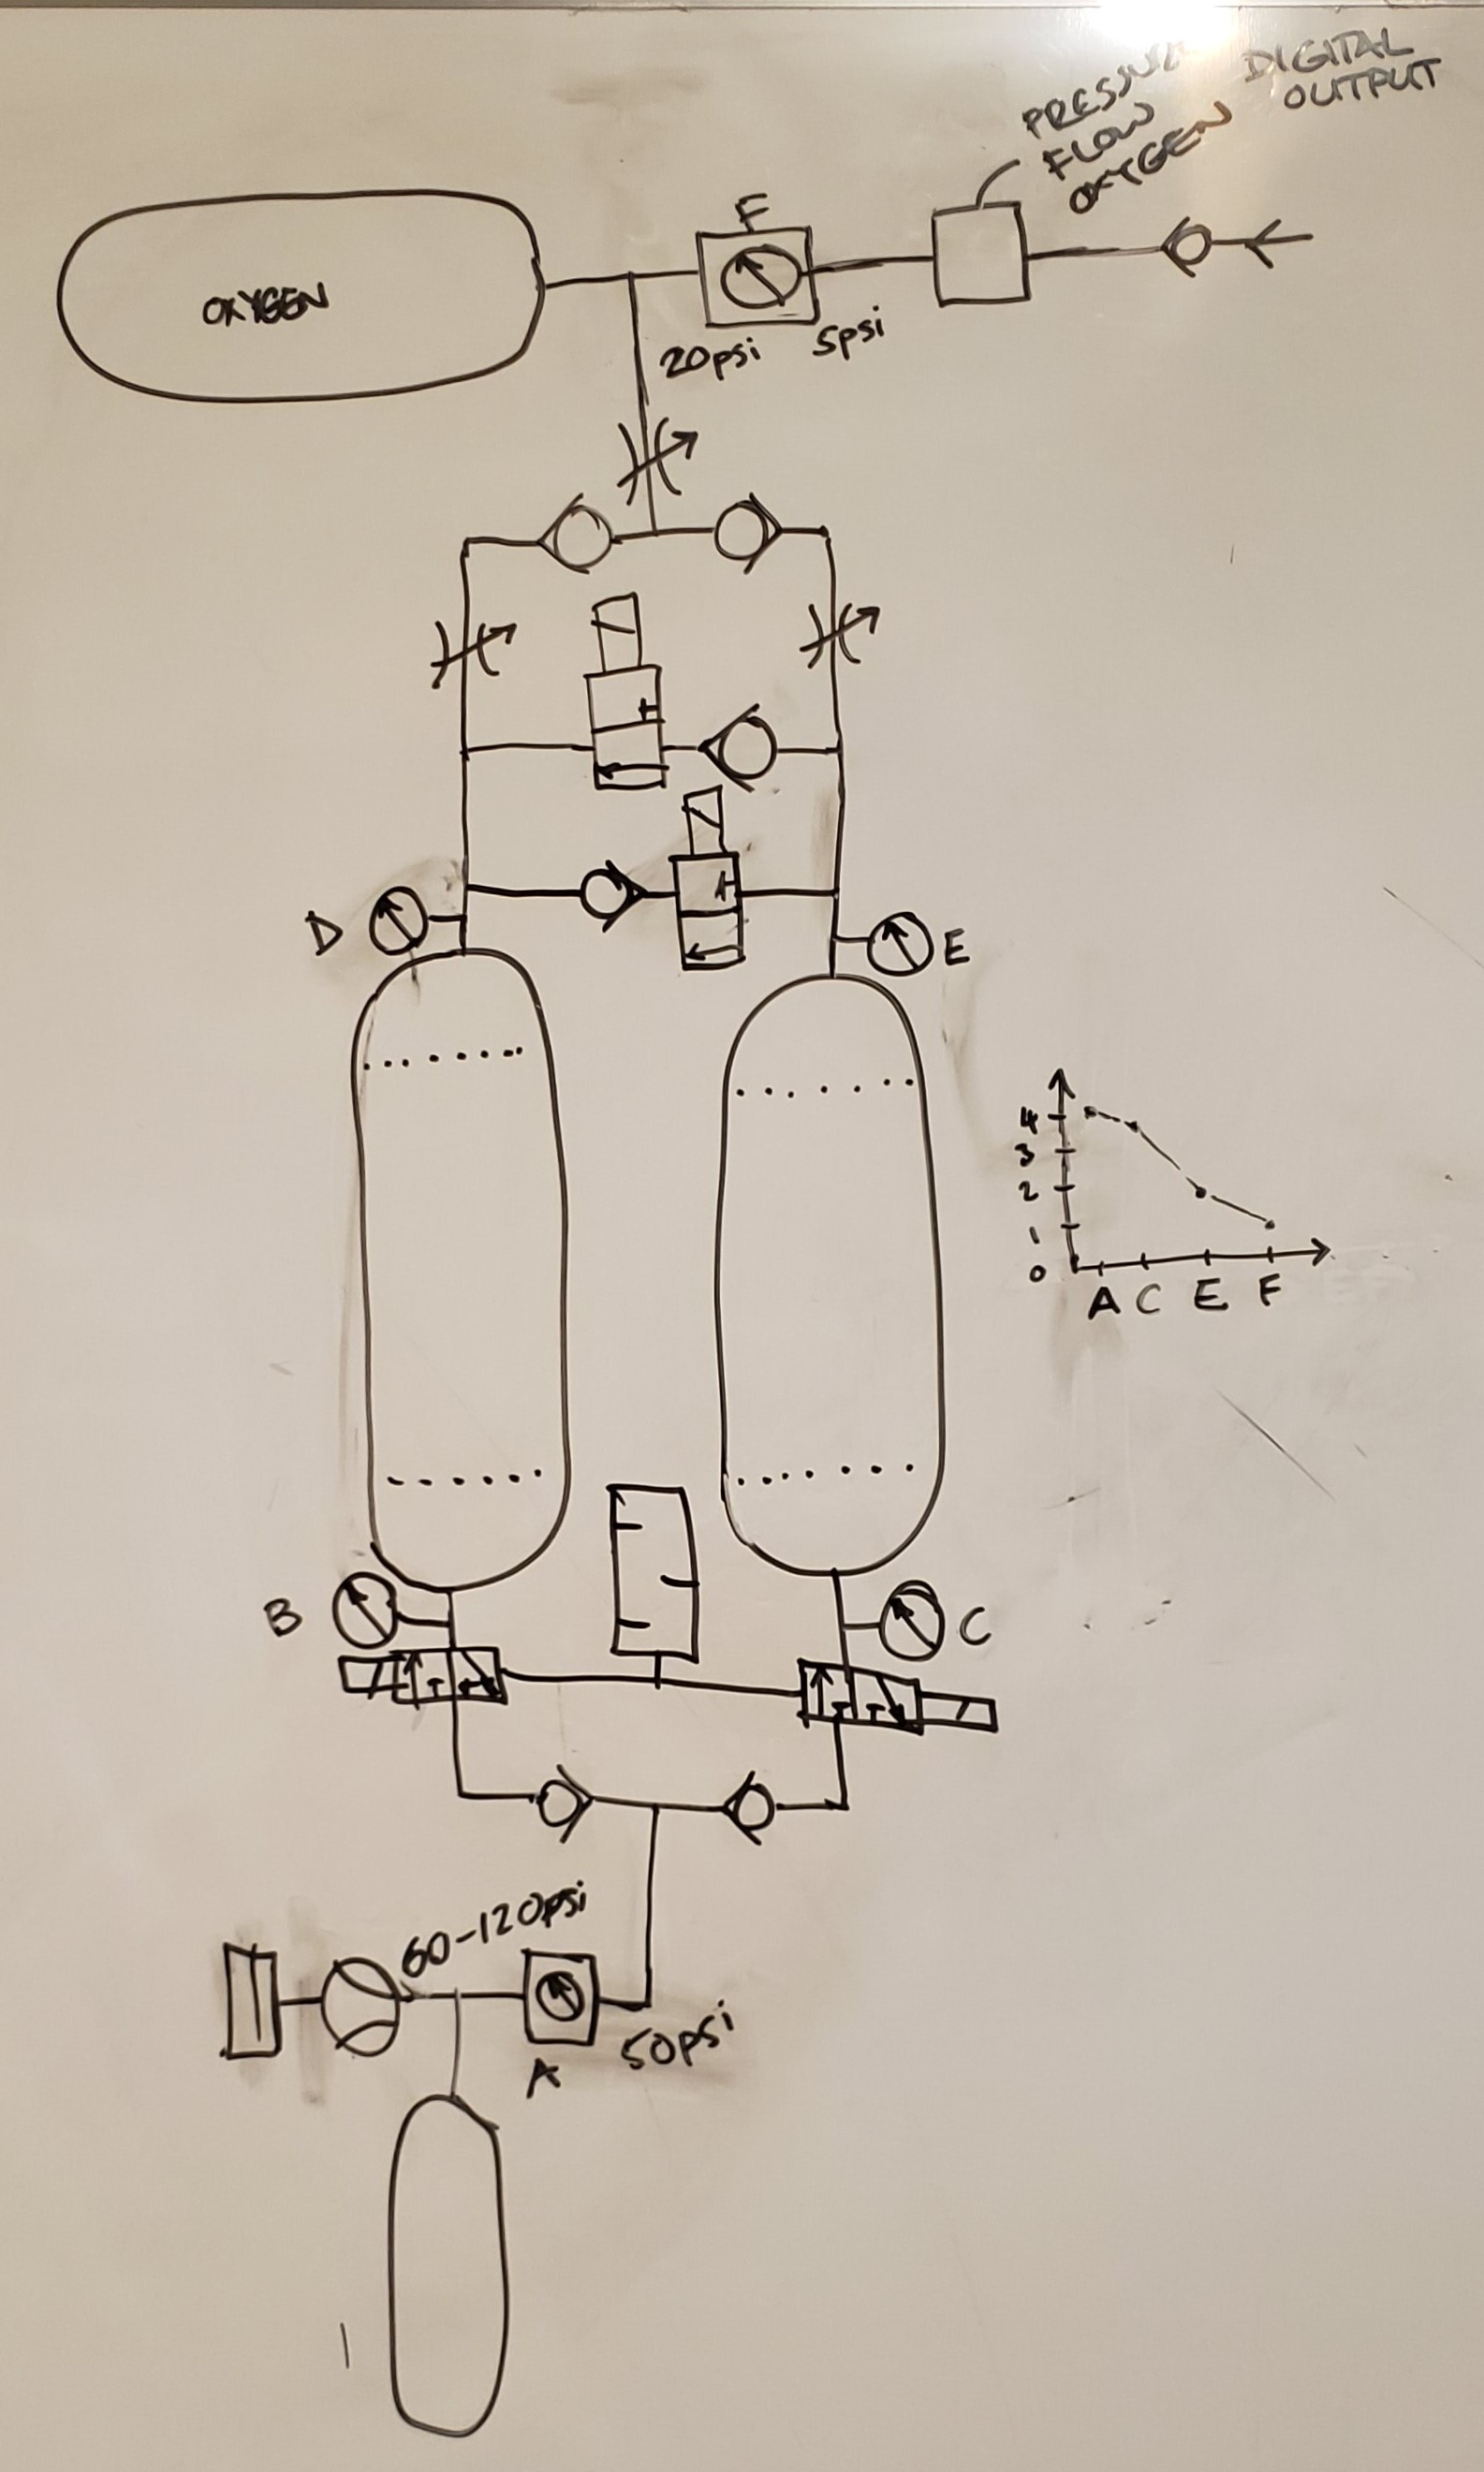 PRESSURE
FLOW
OXYGEN
DIGITAL
OUTPUT
F
OXYGEN
20psi
5psi
D
E
4
3
2
1
0
A C E F
B
C
60-120psi
50psi
A